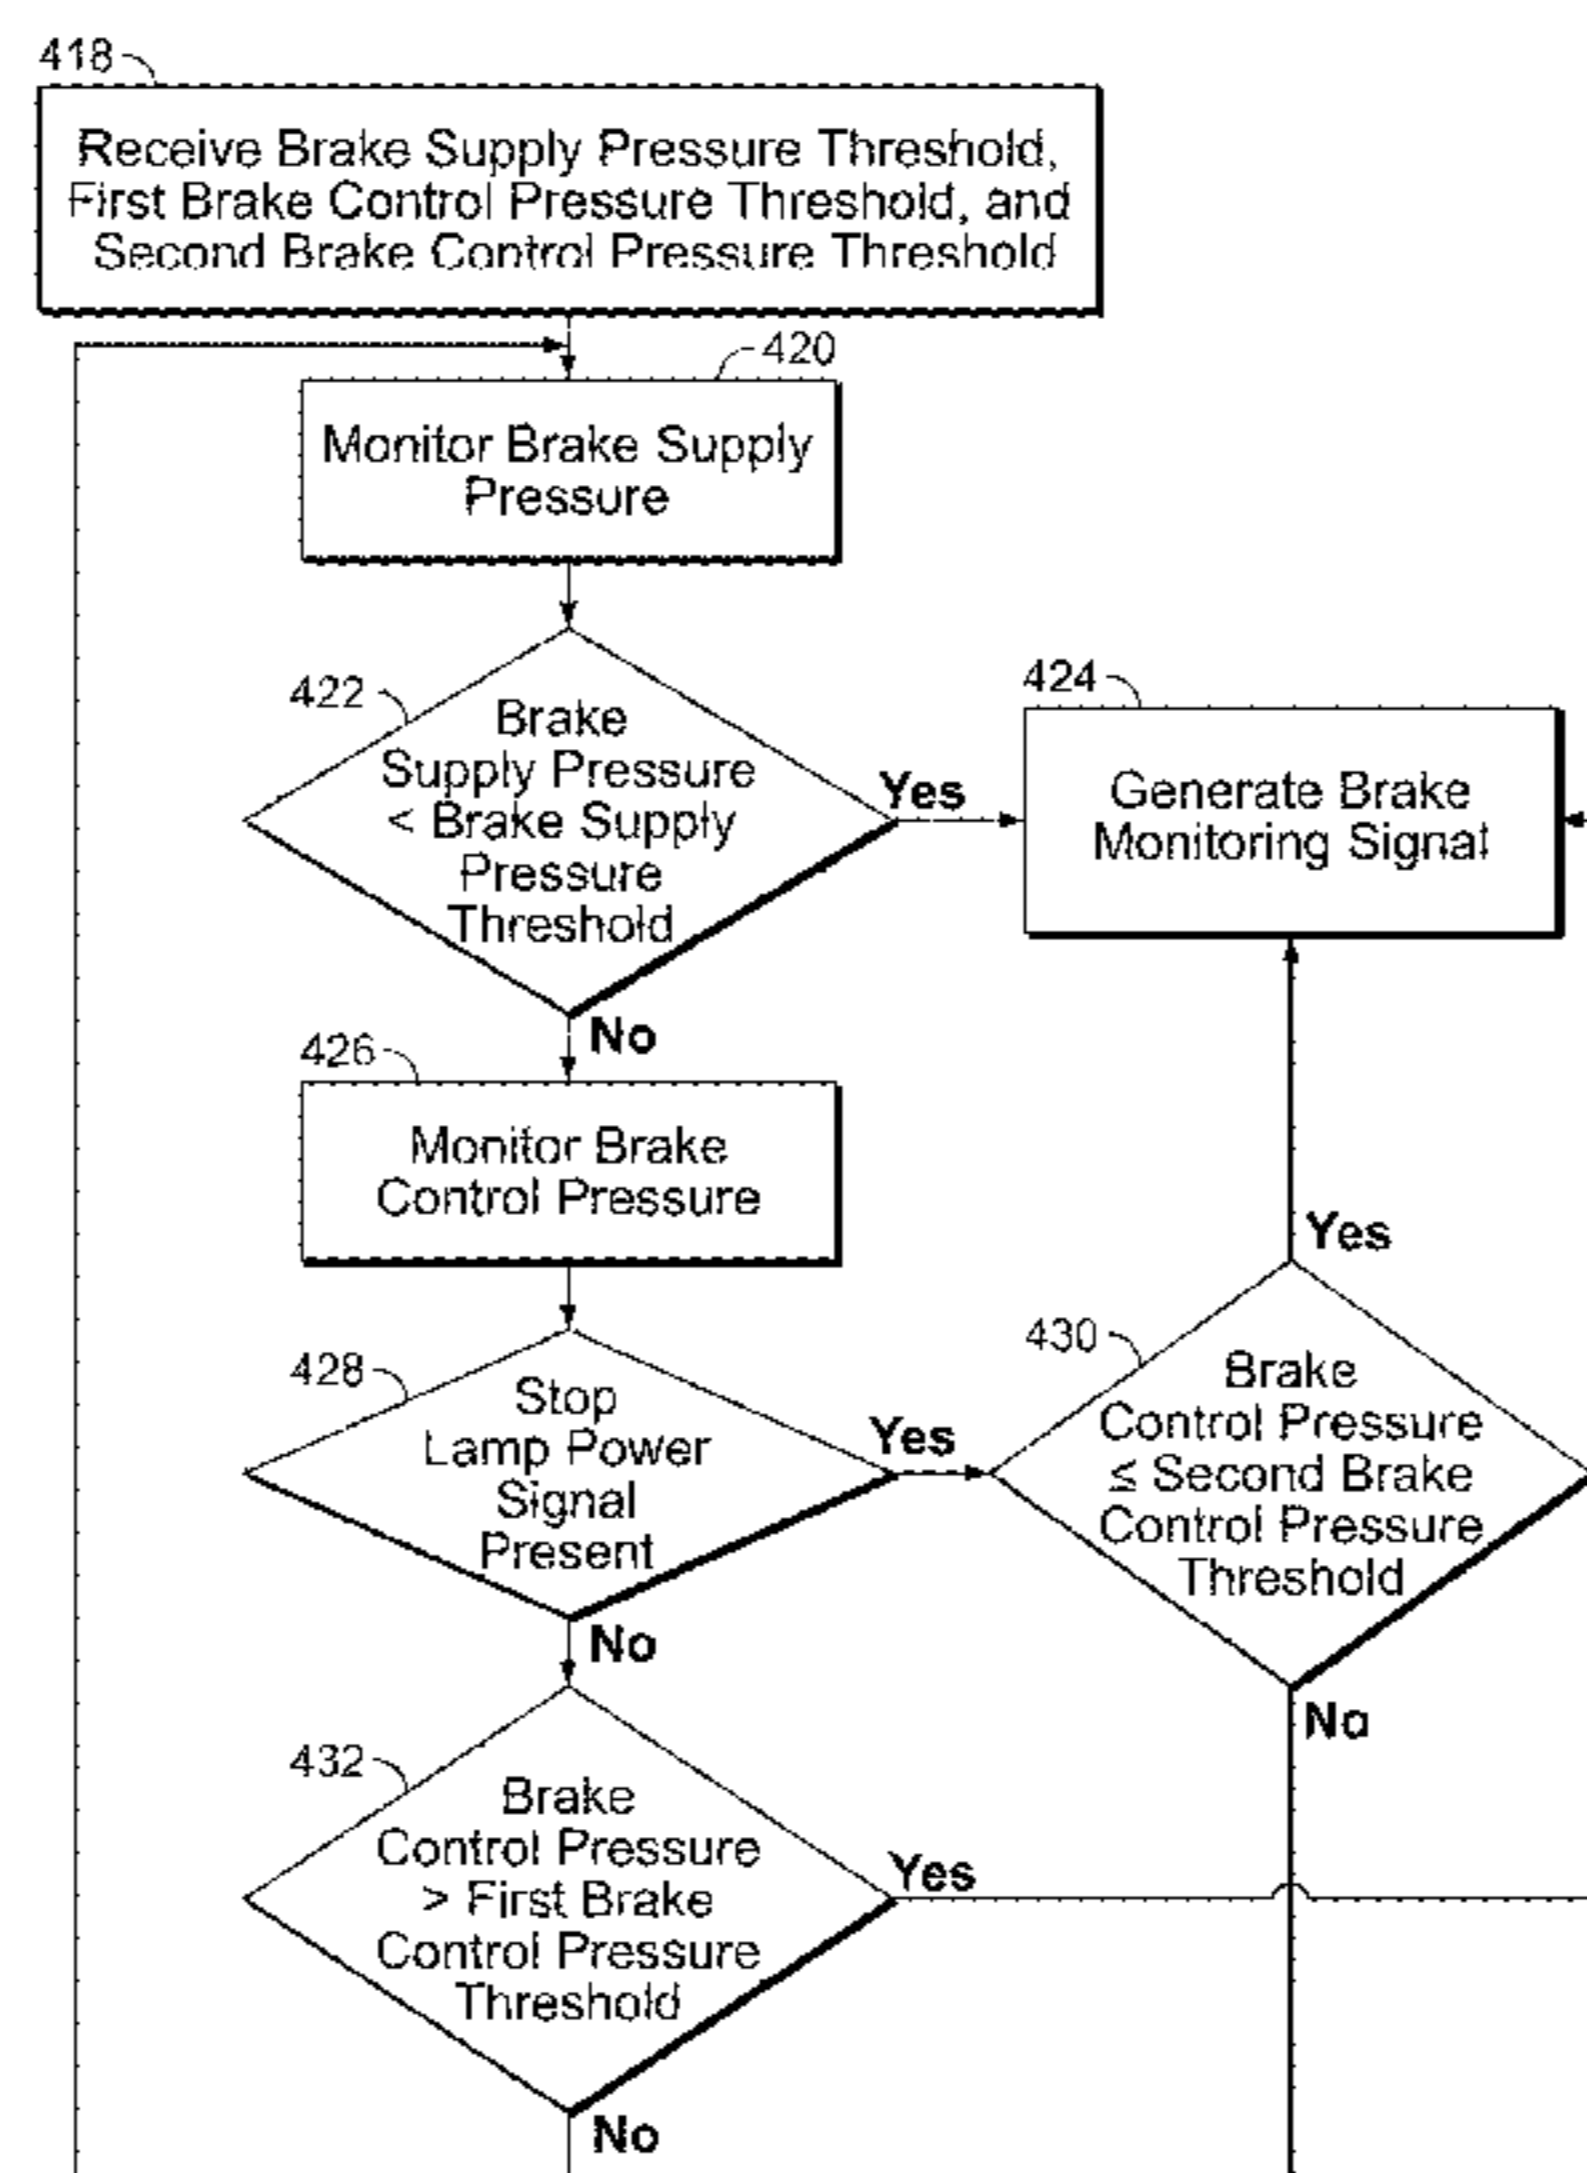 418
Receive Brake Supply Pressure Threshold,
First Brake Control Pressure Threshold, and
Second Brake Control Pressure Threshold
420
Monitor Brake Supply
Pressure
422
Brake
Supply Pressure
< Brake Supply
Pressure
Threshold
Yes
424
Generate Brake
Monitoring Signal
No
426
Monitor Brake
Control Pressure
428
Stop
Lamp Power
Signal
Present
Yes
430
Yes
Brake
Control Pressure
≤ Second Brake
Control Pressure
Threshold
No
No
432
Brake
Control Pressure
> First Brake
Control Pressure
Threshold
Yes
No